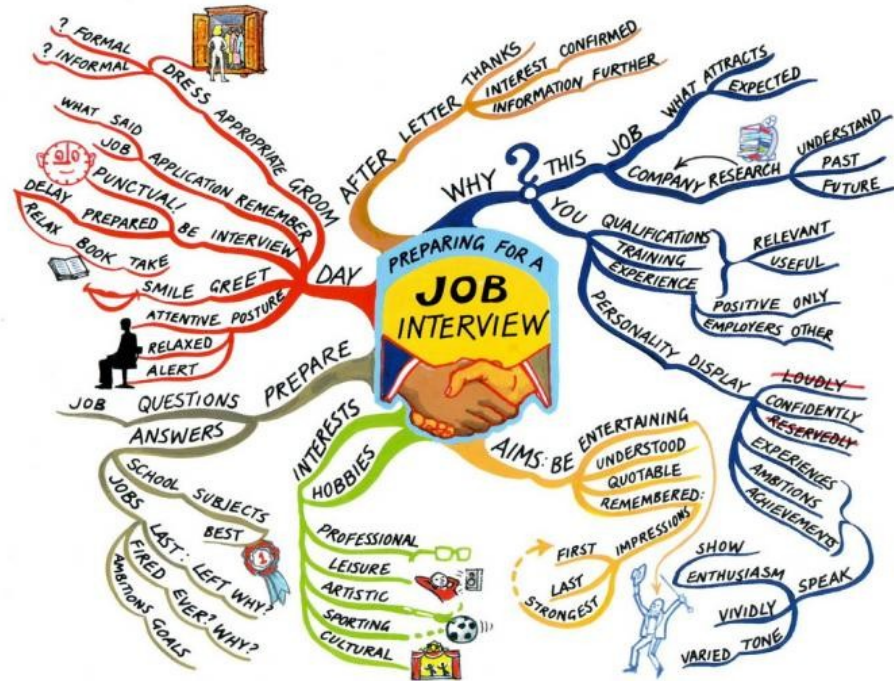 PREPARING FOR A
JOB
INTERVIEW
AFTER LETTER
THANKS
INTEREST CONFIRMED
INFORMATION FURTHER
WHY ?
THIS JOB
WHAT ATTRACTS
EXPECTED
COMPANY RESEARCH
UNDERSTAND
PAST
FUTURE
YOU
QUALIFICATIONS
TRAINING
EXPERIENCE
RELEVANT
USEFUL
POSITIVE ONLY
EMPLOYERS OTHER
PERSONALITY DISPLAY
LOUDLY
CONFIDENTLY
RESERVEDLY
EXPERIENCES
AMBITIONS
ACHIEVEMENTS
SPEAK
SHOW
ENTHUSIASM
VIVIDLY
VARIED TONE
AIMS: BE
ENTERTAINING
UNDERSTOOD
QUOTABLE
REMEMBERED:
IMPRESSIONS
FIRST
LAST
STRONGEST
INTERESTS
HOBBIES
PROFESSIONAL
LEISURE
ARTISTIC
SPORTING
CULTURAL
PREPARE
QUESTIONS
JOB
ANSWERS
SCHOOL SUBJECTS
BEST
1
JOBS
LAST: LEFT WHY?
FIRED EVER? WHY?
AMBITIONS GOALS
DAY
GROOM
APPROPRIATE
DRESS
? FORMAL
? INFORMAL
REMEMBER
APPLICATION
JOB
WHAT SAID
INTERVIEW
BE
PUNCTUAL!
PREPARED
DELAY
TAKE
BOOK
RELAX
GREET
SMILE
POSTURE
ATTENTIVE
RELAXED
ALERT